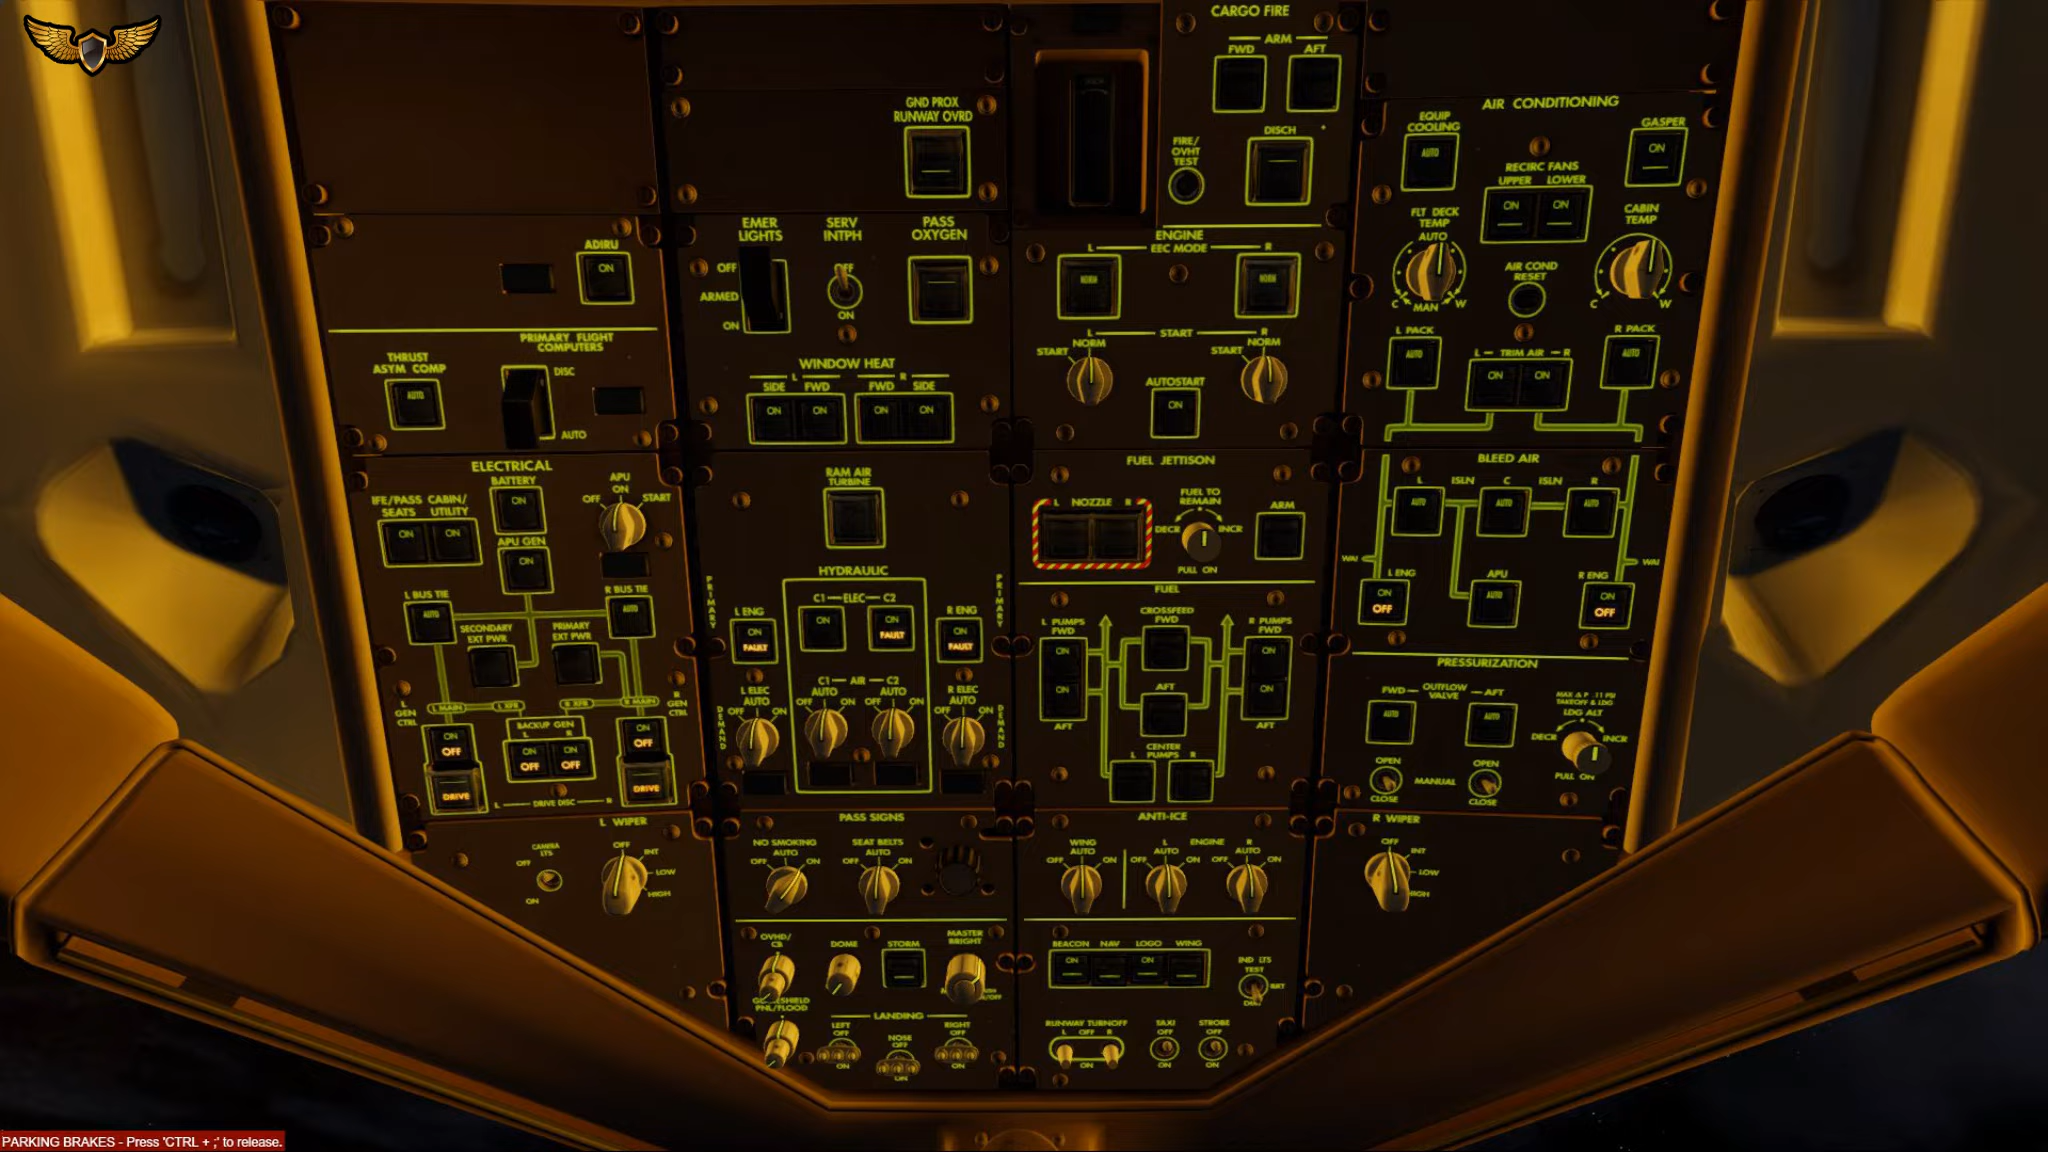 CARGO FIRE
ARM
FWD AFT
GND PROX
RUNWAY OVRD
FIRE/
OVHT
TEST
DISCH
AIR CONDITIONING
EQUIP
COOLING
GASPER
AUTO
ON
RECIRC FANS
UPPER LOWER
ON ON
FLT DECK
TEMP
AUTO
C MAN W
AIR COND
RESET
CABIN
TEMP
C W
ADIRU
ON
EMER
LIGHTS
OFF
ARMED
ON
SERV
INTPH
OFF
ON
PASS
OXYGEN
ENGINE
L EEC MODE R
NORM NORM
L START R
NORM NORM
START START
AUTOSTART
ON
L PACK
AUTO
L TRIM AIR R
ON ON
R PACK
AUTO
PRIMARY FLIGHT
COMPUTERS
THRUST
ASYM COMP
AUTO
DISC
AUTO
WINDOW HEAT
L R
SIDE FWD FWD SIDE
ON ON ON ON
ELECTRICAL
BATTERY
ON
APU
OFF ON START
IFE/PASS CABIN/
SEATS UTILITY
ON ON
APU GEN
ON
L BUS TIE R BUS TIE
AUTO AUTO
SECONDARY
EXT PWR
PRIMARY
EXT PWR
L MAIN L XFR R XFR R MAIN
L
GEN
CTRL
R
GEN
CTRL
ON
OFF
BACKUP GEN
L R
ON ON
OFF OFF
ON
OFF
DRIVE DRIVE
L DRIVE DISC R
RAM AIR
TURBINE
HYDRAULIC
PRIMARY
PRIMARY
L ENG
ON
FAULT
C1 ELEC C2
ON ON
FAULT
R ENG
ON
FAULT
C1 AIR C2
L ELEC
AUTO
OFF ON
AUTO AUTO
OFF ON OFF ON
R ELEC
AUTO
OFF ON
DEMAND
DEMAND
FUEL JETTISON
L NOZZLE R
FUEL TO
REMAIN
DECR INCR
PULL ON
ARM
FUEL
L PUMPS
FWD
ON
ON
AFT
CROSSFEED
FWD
AFT
R PUMPS
FWD
ON
ON
AFT
CENTER
L PUMPS R
BLEED AIR
L ISLN C ISLN R
AUTO AUTO AUTO
WAI WAI
L ENG
ON
OFF
APU
AUTO
R ENG
ON
OFF
PRESSURIZATION
FWD OUTFLOW AFT
VALVE
AUTO AUTO
MAX Δ P .11 PSI
TAKEOFF & LDG
LDG ALT
DECR INCR
PULL ON
OPEN OPEN
MANUAL
CLOSE CLOSE
L WIPER
OFF
INT
LOW
HIGH
CAMERA
LTS
OFF
ON
PASS SIGNS
NO SMOKING
AUTO
OFF ON
SEAT BELTS
AUTO
OFF ON
ANTI-ICE
WING
AUTO
OFF ON
L ENGINE R
AUTO AUTO
OFF ON OFF ON
R WIPER
OFF
INT
LOW
HIGH
OVHD/
CB
DOME
STORM
MASTER
BRIGHT
PNL/FLOOD
LANDING
LEFT
OFF
ON
NOSE
OFF
ON
RIGHT
OFF
ON
BEACON NAV LOGO WING
ON ON
IND LTS
TEST
BRT
RUNWAY TURNOFF
L OFF R
ON
TAXI
OFF
ON
STROBE
OFF
ON
PARKING BRAKES - Press 'CTRL + ;' to release.